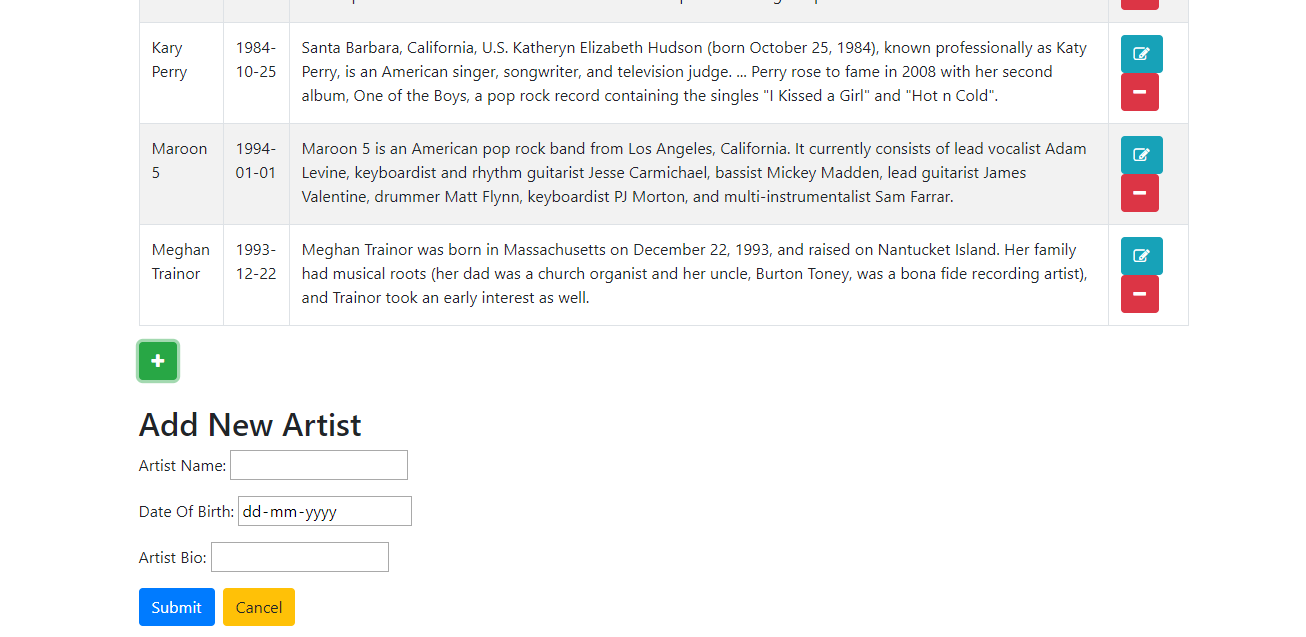 Kary
Perry
1984-
10-25
Santa Barbara, California, U.S. Katheryn Elizabeth Hudson (born October 25, 1984), known professionally as Katy
Perry, is an American singer, songwriter, and television judge. ... Perry rose to fame in 2008 with her second
album, One of the Boys, a pop rock record containing the singles "I Kissed a Girl" and "Hot n Cold".
Maroon
5
1994-
01-01
Maroon 5 is an American pop rock band from Los Angeles, California. It currently consists of lead vocalist Adam
Levine, keyboardist and rhythm guitarist Jesse Carmichael, bassist Mickey Madden, lead guitarist James
Valentine, drummer Matt Flynn, keyboardist PJ Morton, and multi-instrumentalist Sam Farrar.
Meghan
Trainor
1993-
12-22
Meghan Trainor was born in Massachusetts on December 22, 1993, and raised on Nantucket Island. Her family
had musical roots (her dad was a church organist and her uncle, Burton Toney, was a bona fide recording artist),
and Trainor took an early interest as well.
Add New Artist
Artist Name:
Date Of Birth: dd-mm-yyyy
Artist Bio:
Submit Cancel